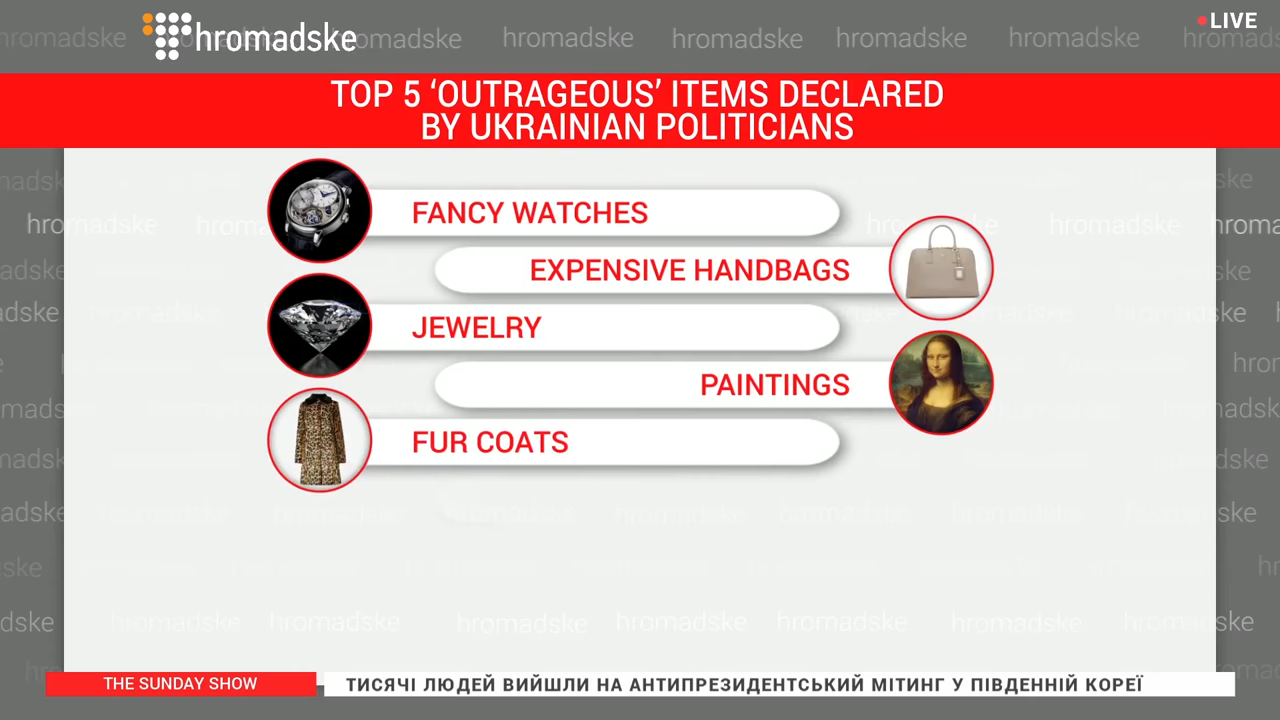 hromadske
LIVE
TOP 5 ‘OUTRAGEOUS’ ITEMS DECLARED
BY UKRAINIAN POLITICIANS
FANCY WATCHES
EXPENSIVE HANDBAGS
JEWELRY
PAINTINGS
FUR COATS
THE SUNDAY SHOW
ТИСЯЧІ ЛЮДЕЙ ВИЙШЛИ НА АНТИПРЕЗИДЕНТСЬКИЙ МІТИНГ У ПІВДЕННІЙ КОРЕЇ